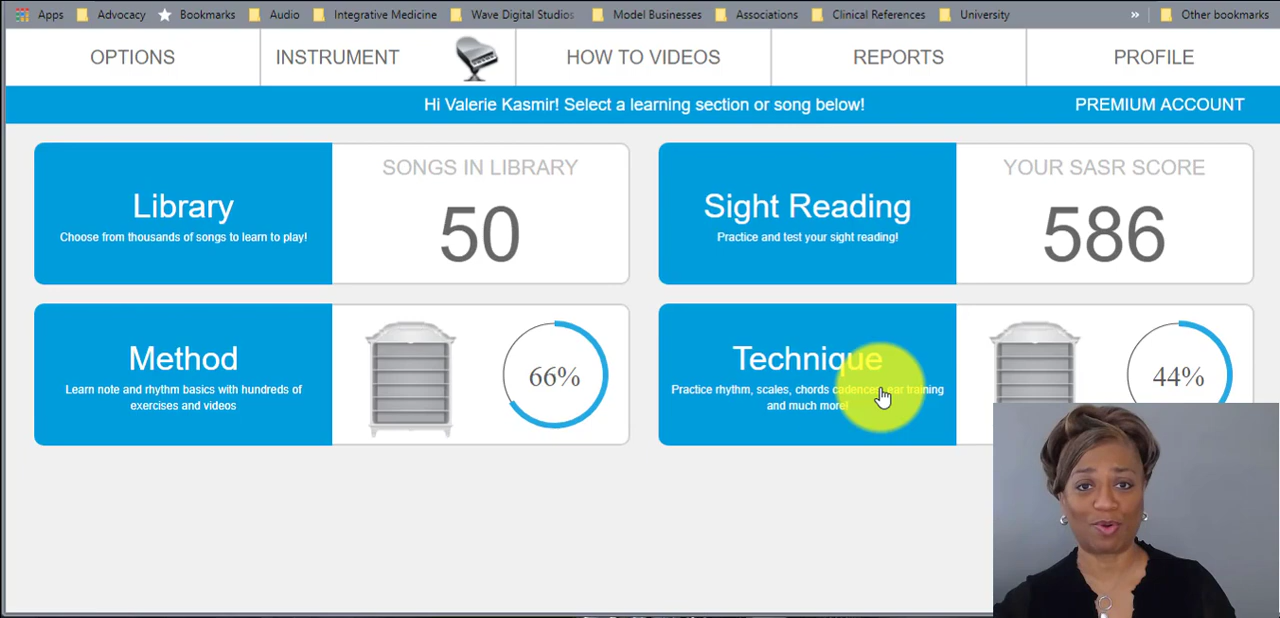 Apps Advocacy Bookmarks Audio Integrative Medicine Wave Digital Studios Model Businesses Associations Clinical References University » Other bookmarks
OPTIONS INSTRUMENT HOW TO VIDEOS REPORTS PROFILE
Hi Valerie Kasmir! Select a learning section or song below! PREMIUM ACCOUNT
Library
Choose from thousands of songs to learn to play!
SONGS IN LIBRARY
50
Sight Reading
Practice and test your sight reading!
YOUR SASR SCORE
586
Method
Learn note and rhythm basics with hundreds of
exercises and videos
66%
Technique
Practice rhythm, scales, chords cadences, ear training
and much more!
44%